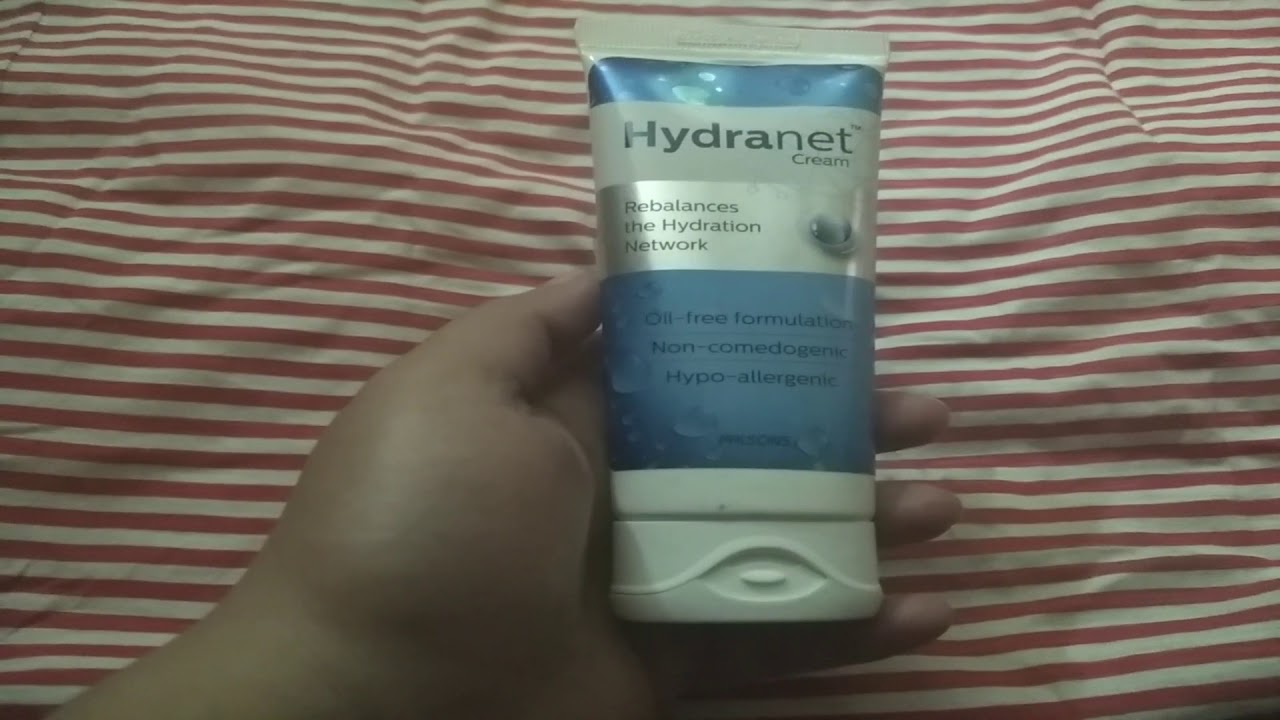 Hydranet™
Cream
Rebalances
the Hydration
Network
Oil-free formulation
Non-comedogenic
Hypo-allergenic